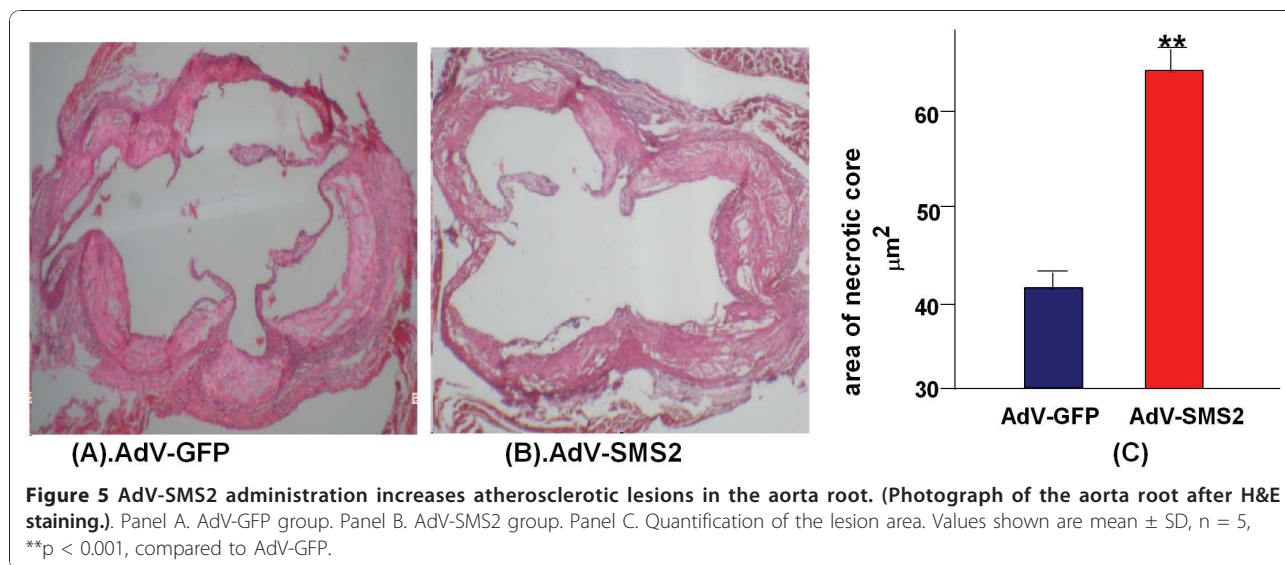 **
60
50
40
30
area of necrotic core
μm²
AdV-GFP AdV-SMS2
(A).AdV-GFP
(B).AdV-SMS2
(C)
Figure 5 AdV-SMS2 administration increases atherosclerotic lesions in the aorta root. (Photograph of the aorta root after H&E
staining.). Panel A. AdV-GFP group. Panel B. AdV-SMS2 group. Panel C. Quantification of the lesion area. Values shown are mean ± SD, n = 5,
**p < 0.001, compared to AdV-GFP.